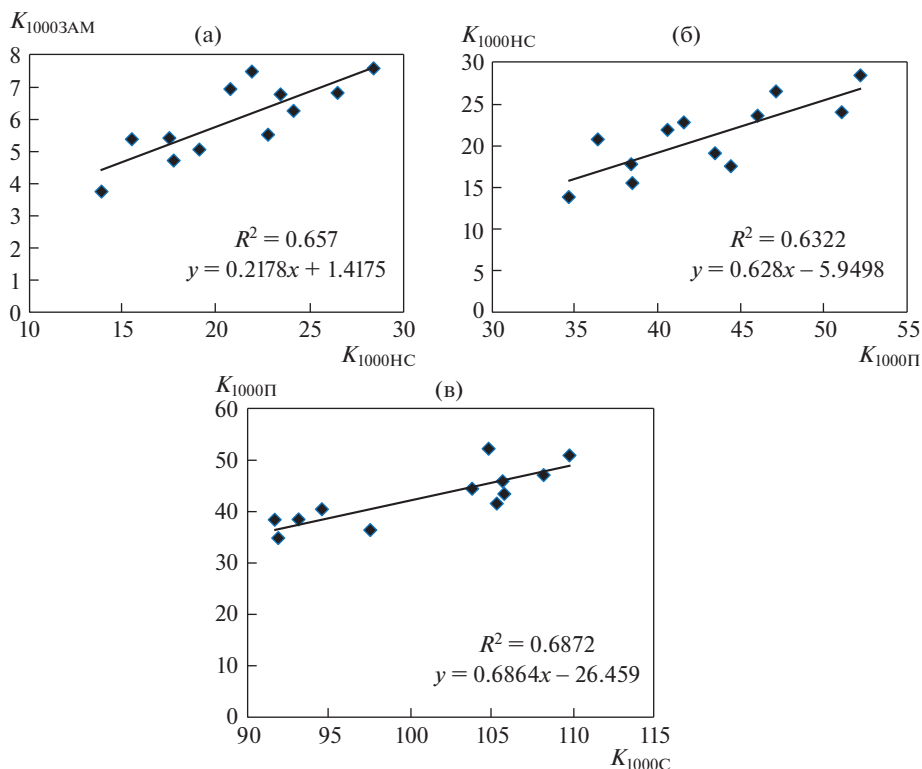 K1000ЗАМ
(а)
8
7
6
5
4
3
2
1
0
R² = 0.657
y = 0.2178x + 1.4175
10 15 20 25 30
K1000НС
K1000НС
(б)
30
25
20
15
10
5
0
R² = 0.6322
y = 0.628x – 5.9498
30 35 40 45 50 55
K1000П
K1000П
(в)
60
50
40
30
20
10
0
R² = 0.6872
y = 0.6864x – 26.459
90 95 100 105 110 115
K1000С